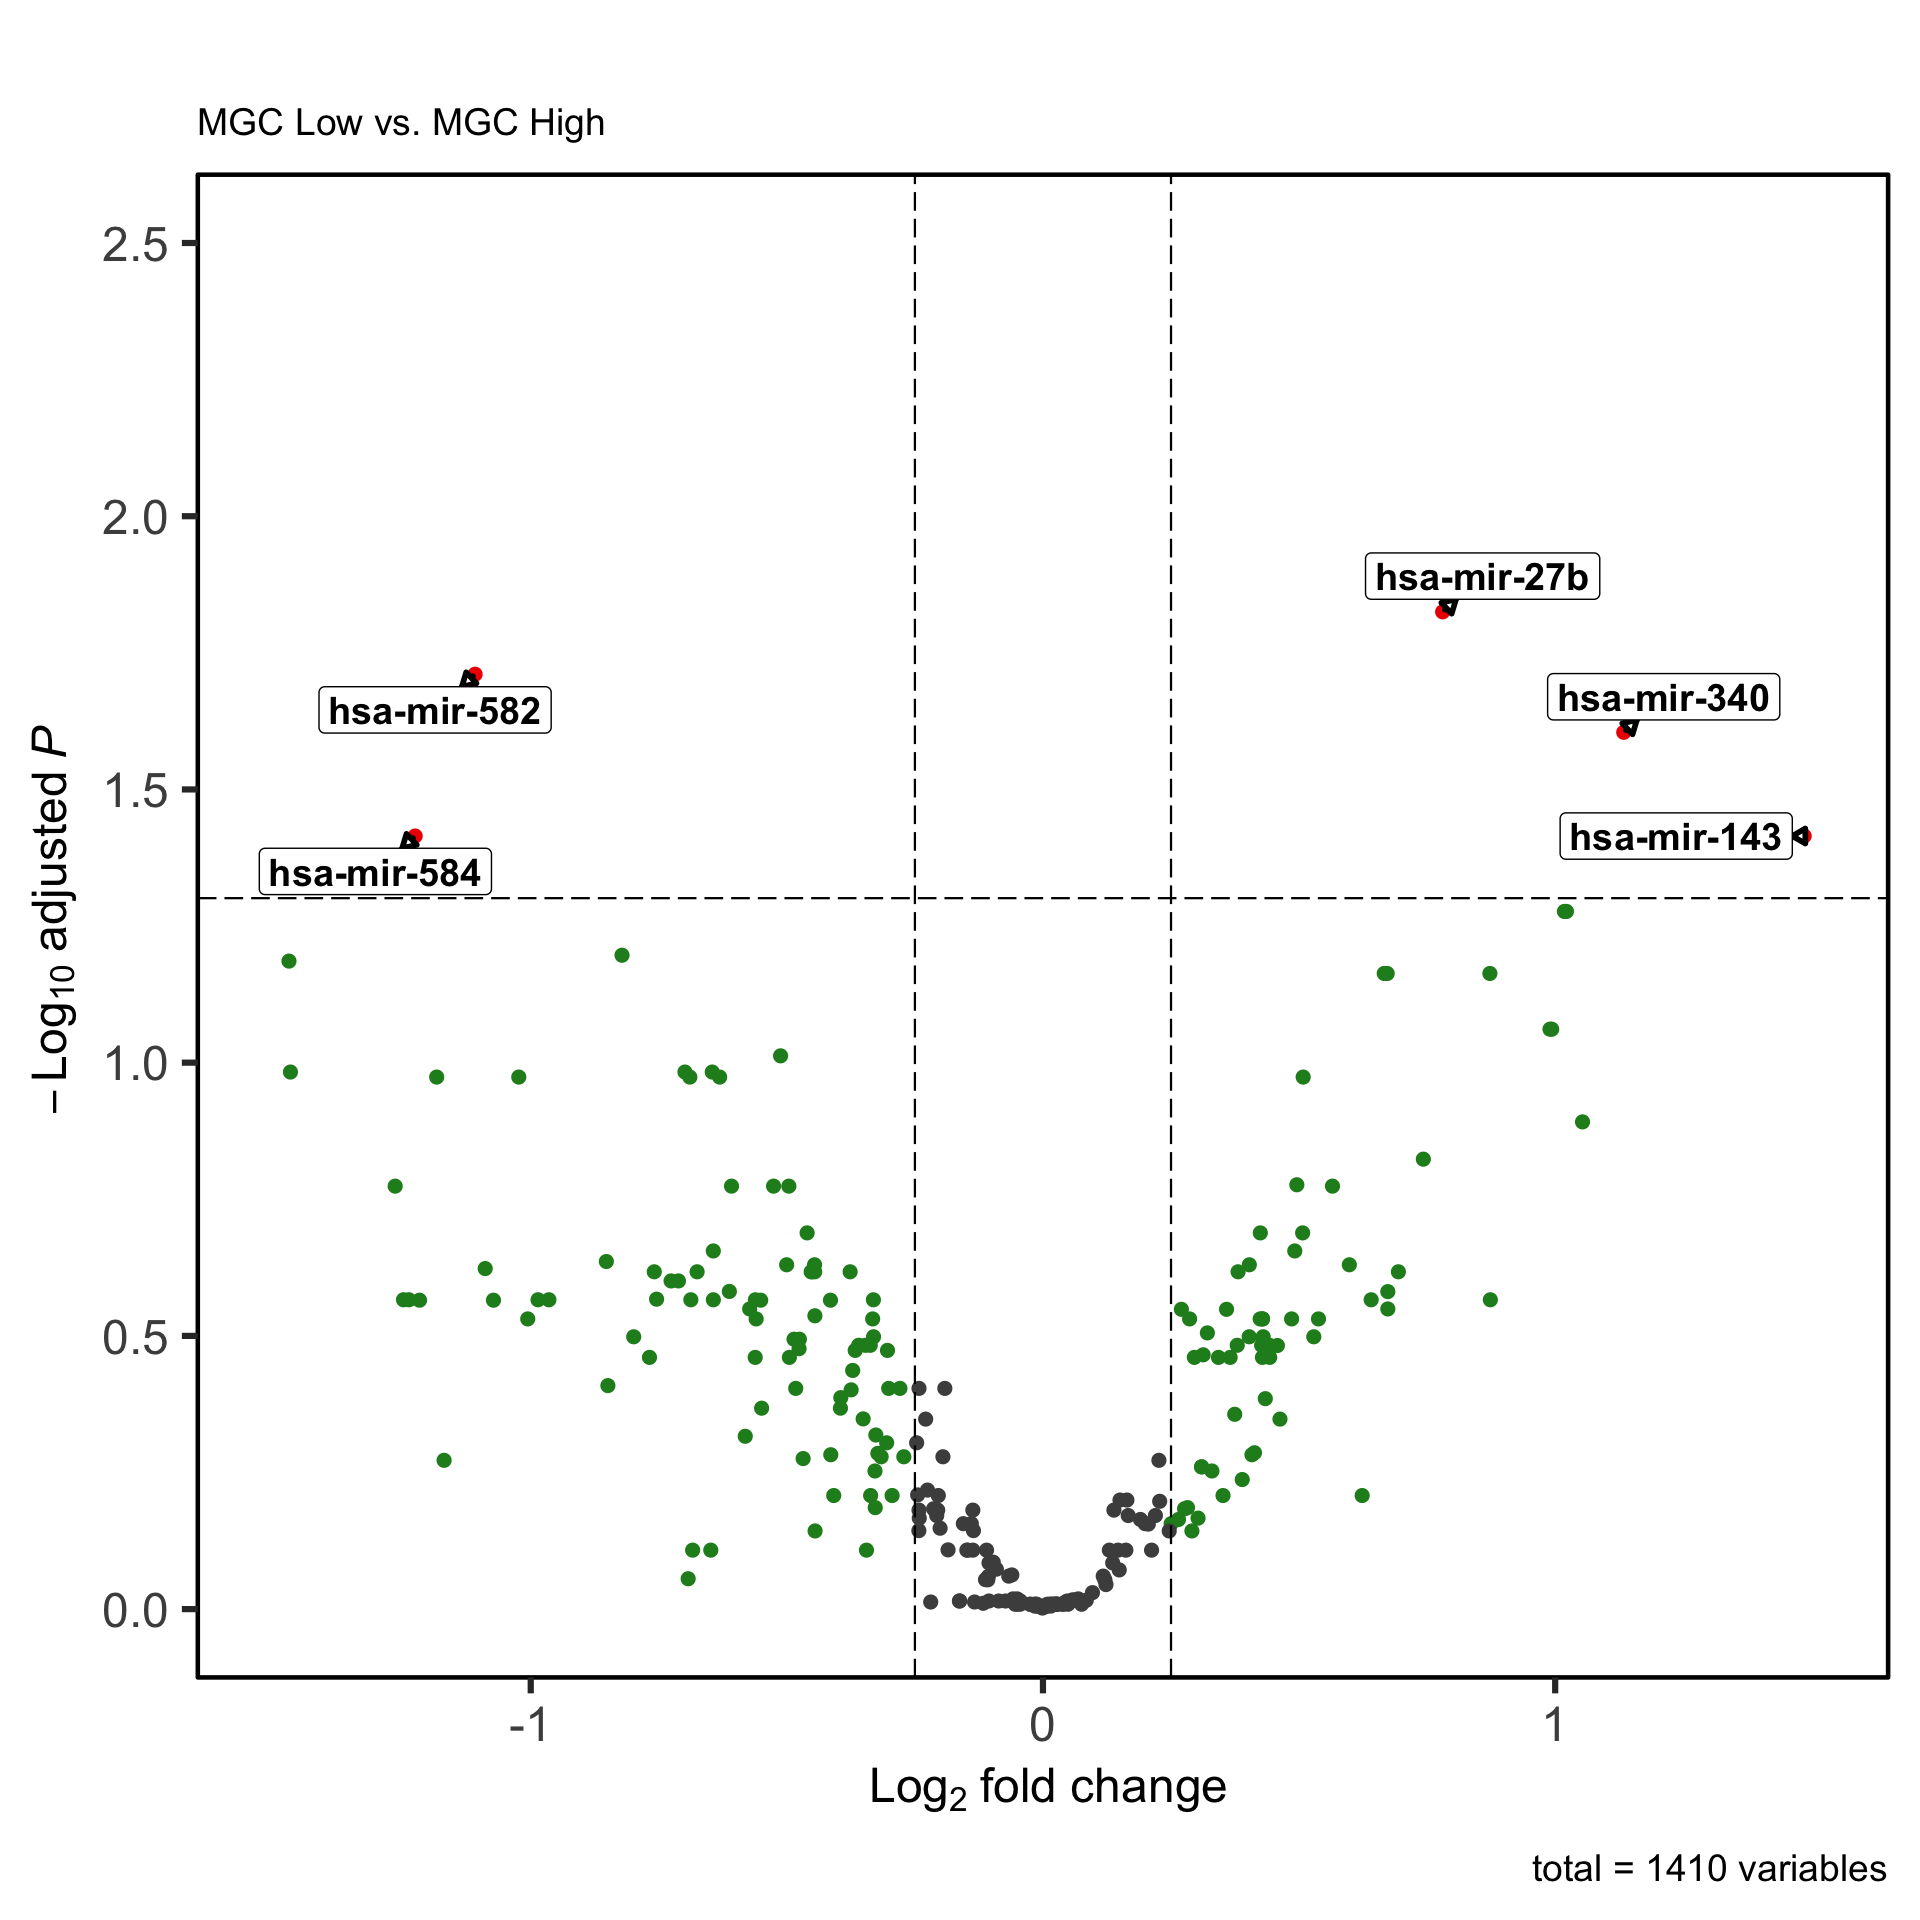 MGC Low vs. MGC High
2.5
2.0
1.5
1.0
0.5
0.0
− Log10 adjusted P
hsa-mir-27b
hsa-mir-582
hsa-mir-340
hsa-mir-143
hsa-mir-584
-1
0
1
Log2 fold change
total = 1410 variables